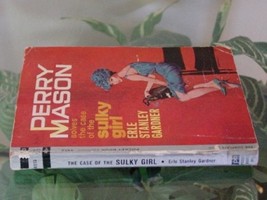 PERRY
MASON
solves
the case
of the
sulky
girl
ERLE
STANLEY
GARDNER
THE CASE OF THE SULKY GIRL • Erle Stanley Gardner